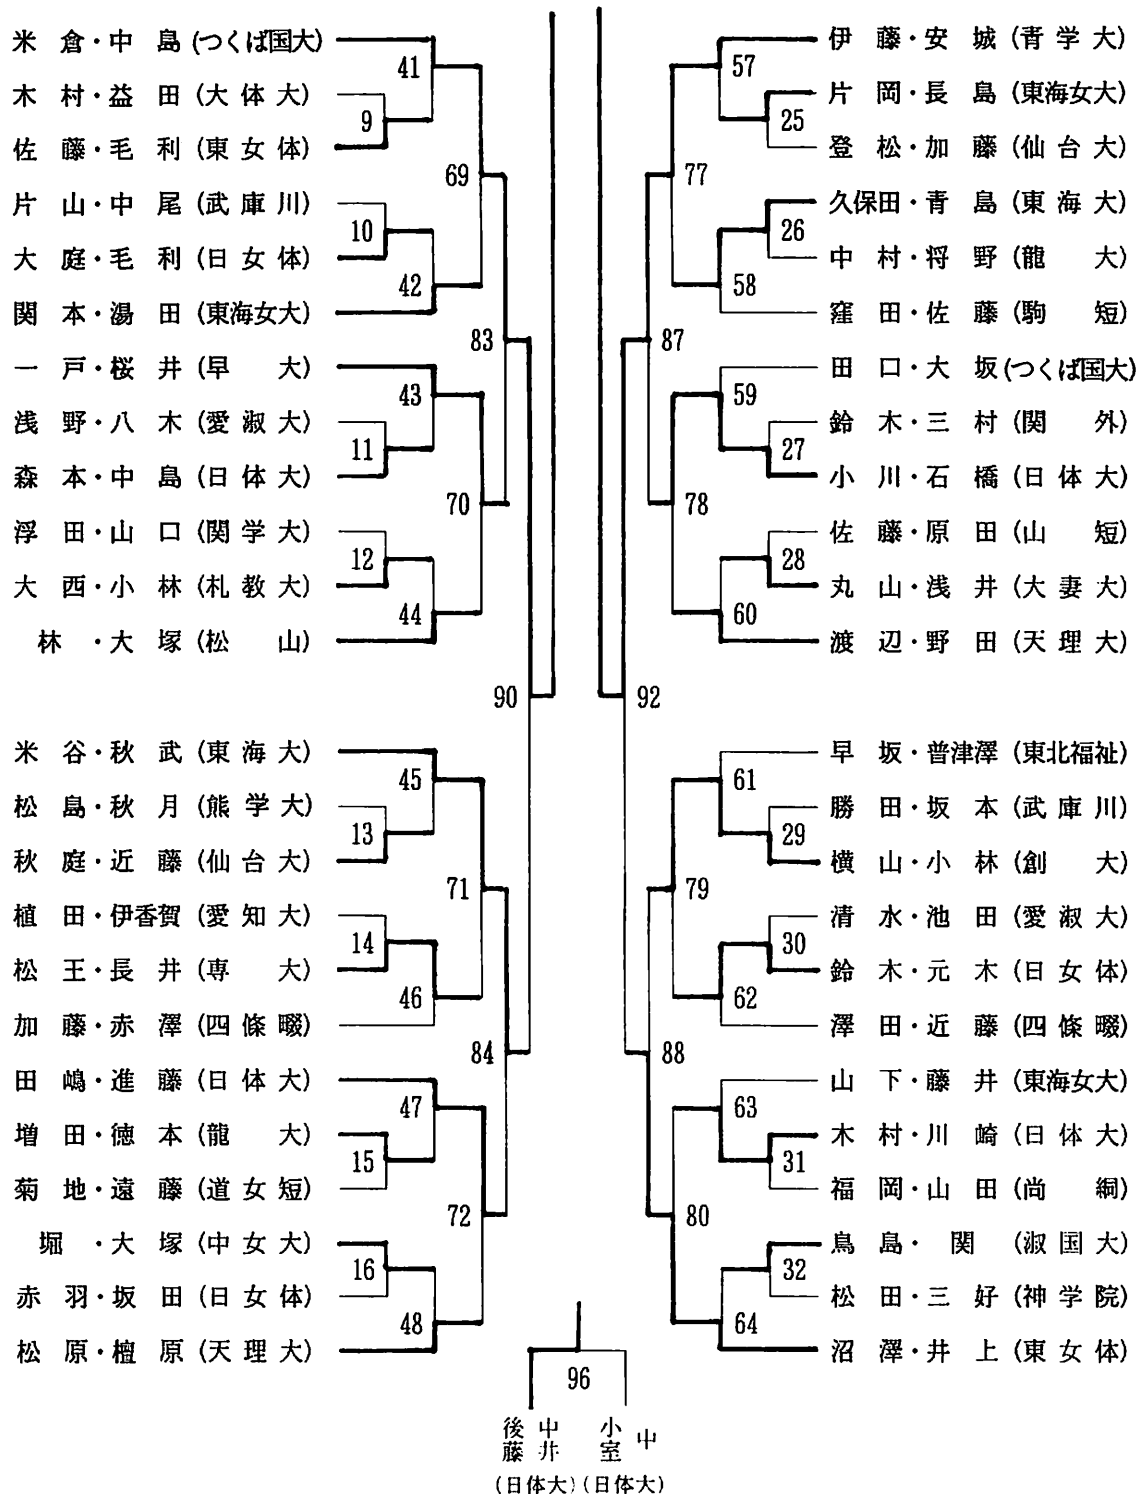 米倉・中島(つくば国大)
41
木村・益田(大体大)
9
佐藤・毛利(東女体)
69
片山・中尾(武庫川)
10
大庭・毛利(日女体)
42
関本・湯田(東海女大)
83
一戸・桜井(早大)
43
浅野・八木(愛淑大)
11
森本・中島(日体大)
70
浮田・山口(関学大)
12
大西・小林(札教大)
44
林・大塚(松山)
90
米谷・秋武(東海大)
45
松島・秋月(熊学大)
13
秋庭・近藤(仙台大)
71
植田・伊香賀(愛知大)
14
松王・長井(専大)
46
加藤・赤澤(四條畷)
84
田嶋・進藤(日体大)
47
増田・徳本(龍大)
15
菊地・遠藤(道女短)
72
堀・大塚(中女大)
16
赤羽・坂田(日女体)
48
松原・檀原(天理大)
伊藤・安城(青学大)
57
片岡・長島(東海女大)
25
登松・加藤(仙台大)
77
久保田・青島(東海大)
26
中村・将野(龍大)
58
窪田・佐藤(駒短)
87
田口・大坂(つくば国大)
59
鈴木・三村(関外)
27
小川・石橋(日体大)
78
佐藤・原田(山短)
28
丸山・浅井(大妻大)
60
渡辺・野田(天理大)
92
早坂・普津澤(東北福祉)
61
勝田・坂本(武庫川)
29
横山・小林(創大)
79
清水・池田(愛淑大)
30
鈴木・元木(日女体)
62
澤田・近藤(四條畷)
88
山下・藤井(東海女大)
63
木村・川崎(日体大)
31
福岡・山田(尚絅)
80
鳥島・関(淑国大)
32
松田・三好(神学院)
64
沼澤・井上(東女体)
96
後藤
中井
(日体大)
小室
中
(日体大)